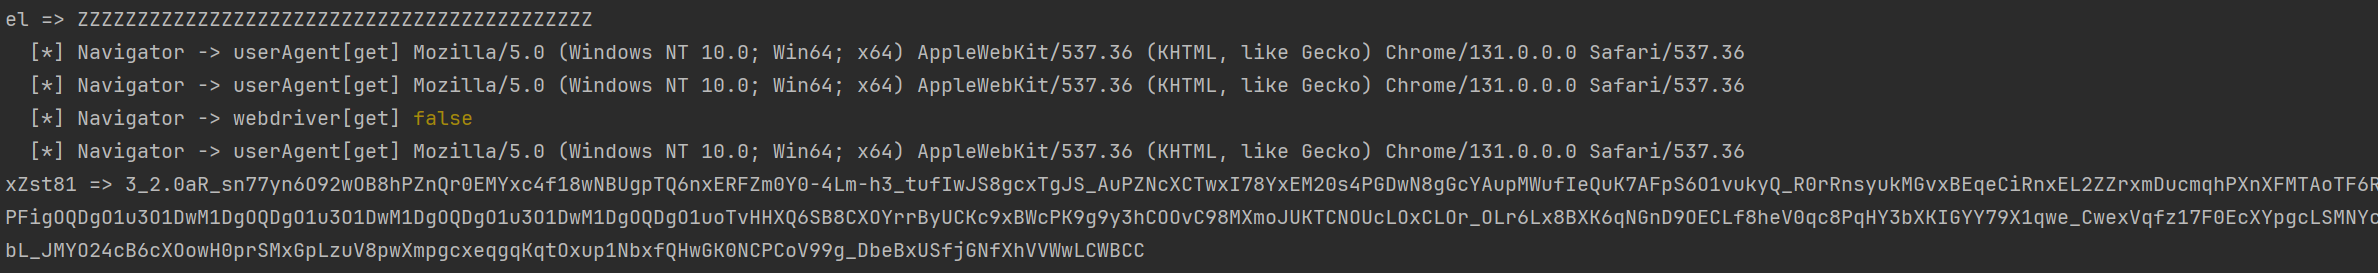 el => ZZZZZZZZZZZZZZZZZZZZZZZZZZZZZZZZZZZZZZZZZZZ
[*] Navigator -> userAgent[get] Mozilla/5.0 (Windows NT 10.0; Win64; x64) AppleWebKit/537.36 (KHTML, like Gecko) Chrome/131.0.0.0 Safari/537.36
[*] Navigator -> userAgent[get] Mozilla/5.0 (Windows NT 10.0; Win64; x64) AppleWebKit/537.36 (KHTML, like Gecko) Chrome/131.0.0.0 Safari/537.36
[*] Navigator -> webdriver[get] false
[*] Navigator -> userAgent[get] Mozilla/5.0 (Windows NT 10.0; Win64; x64) AppleWebKit/537.36 (KHTML, like Gecko) Chrome/131.0.0.0 Safari/537.36
xZst81 => 3_2.0aR_sn77yn6O92wOB8hPZnQr0EMYxc4f18wNBUgpTQ6nxERFZm0Y0-4Lm-h3_tufIwJS8gcxTgJS_AuPZNcXCTwxI78YxEM20s4PGDwN8gGcYAupMWufIeQuK7AFpS6O1vukyQ_R0rRnsyukMGvxBEqeCiRnxEL2ZZrxmDucmqhPXnXFMTAoTF6R
PFigOQDgO1u3O1DwM1DgOQDgO1u3O1DwM1DgOQDgO1u3O1DwM1DgOQDgO1uoTvHHXQ6SB8CXOYrrByUCKc9xBWcPK9g9y3hCOOvC98MXmoJUKTCNOUcLOxCLOr_OLr6Lx8BXK6qNGnD9OECLf8heV0qc8PqHY3bXKIGYY79X1qwe_CwexVqfz17F0EcXYpgcLSMNYc
bL_JMYO24cB6cXOowH0prSMxGpLzuV8pwXmpgcxeqgqKqtOxup1NbxfQHwGK0NCPCoV99g_DbeBxUSfjGNfXhVVWwLCWBCC